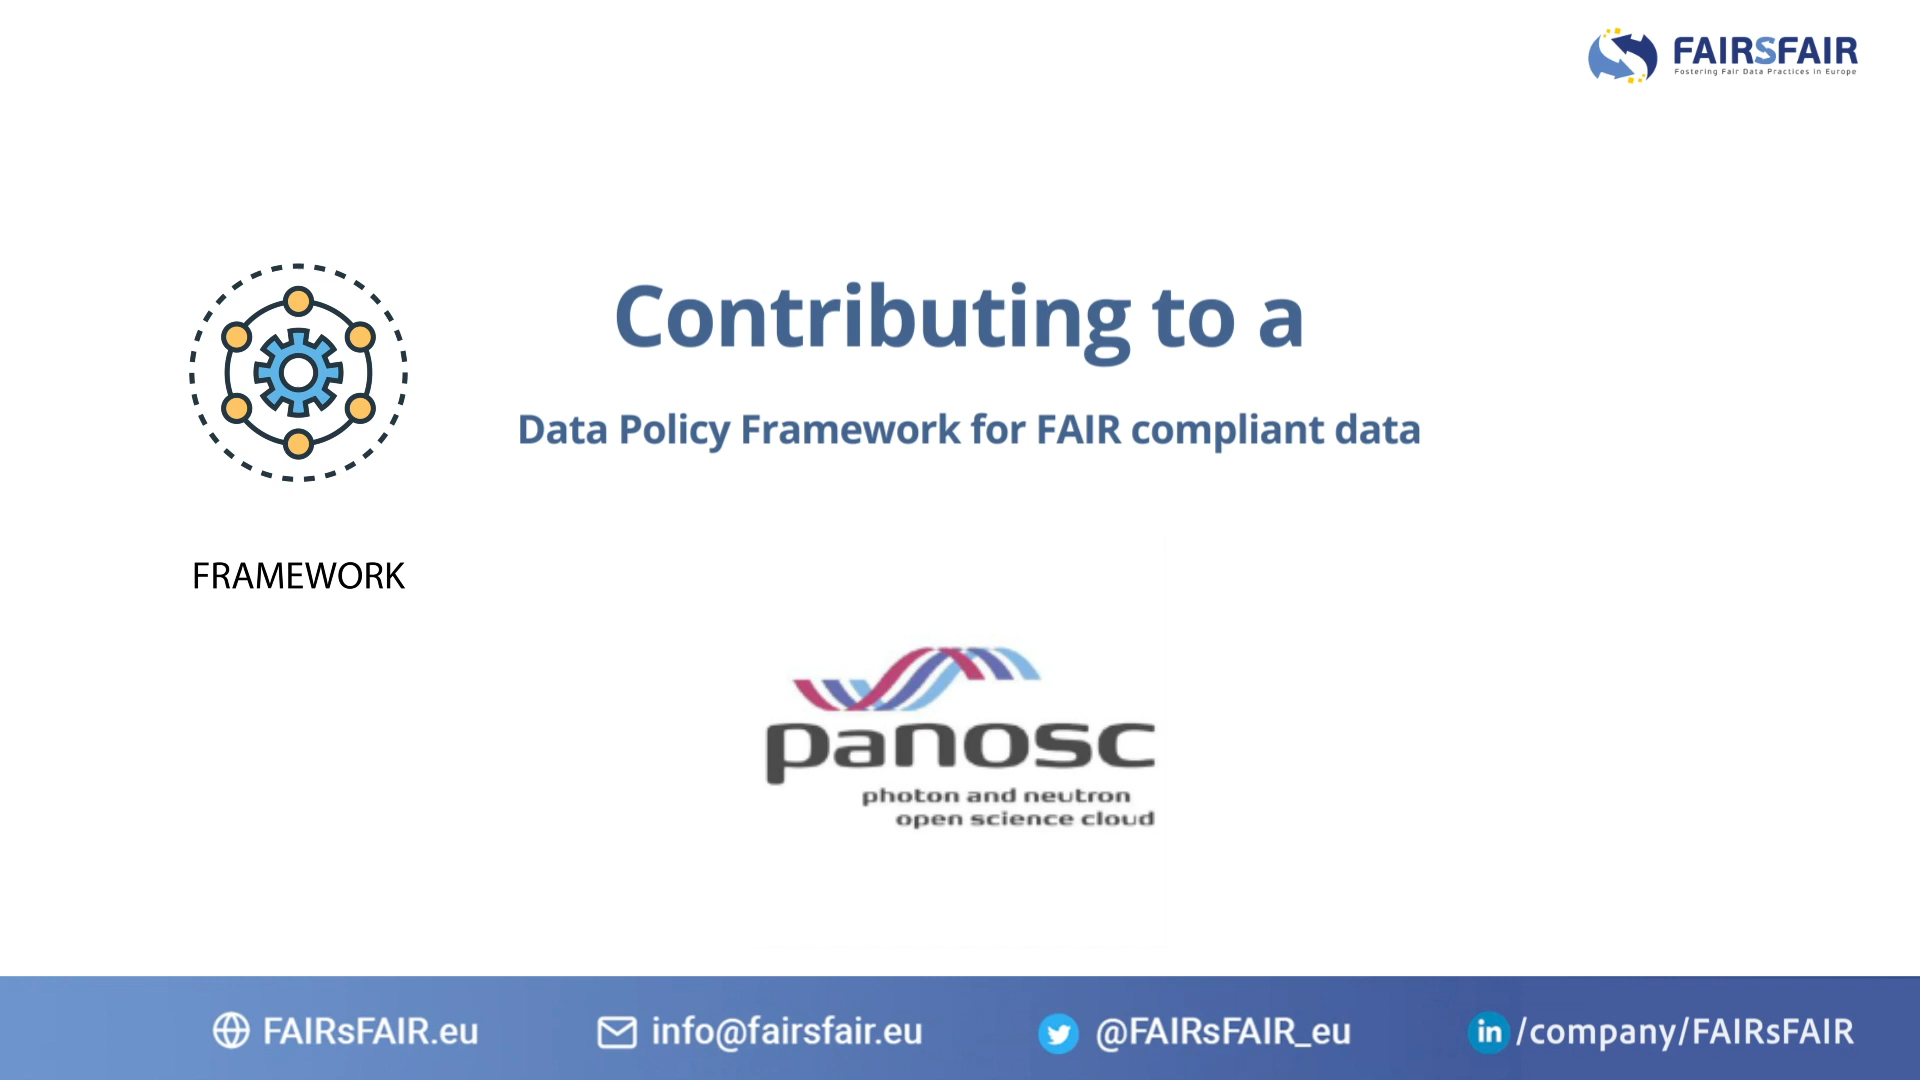 FAIRSFAIR
Fostering Fair Data Practices in Europe
Contributing to a
Data Policy Framework for FAIR compliant data
FRAMEWORK
panosc
photon and neutron
open science cloud
FAIRsFAIR.eu
info@fairsfair.eu
@FAIRsFAIR_eu
in /company/FAIRsFAIR